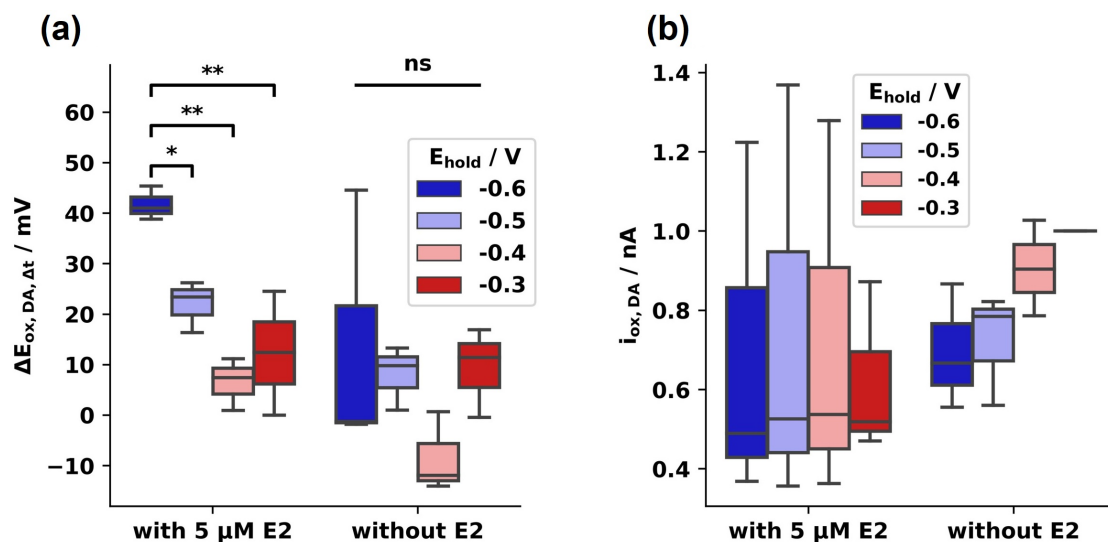 (a)
**
**
*
ns
60
50
40
30
20
10
0
−10
ΔE_ox, DA, Δt / mV
E_hold / V
-0.6
-0.5
-0.4
-0.3
with 5 μM E2
without E2
(b)
1.4
1.2
1.0
0.8
0.6
0.4
i_ox, DA / nA
E_hold / V
-0.6
-0.5
-0.4
-0.3
with 5 μM E2
without E2